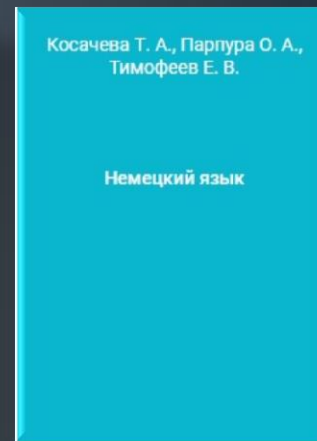 Косачева Т. А., Парпура О. А.,
Тимофеев Е. В.
Немецкий язык